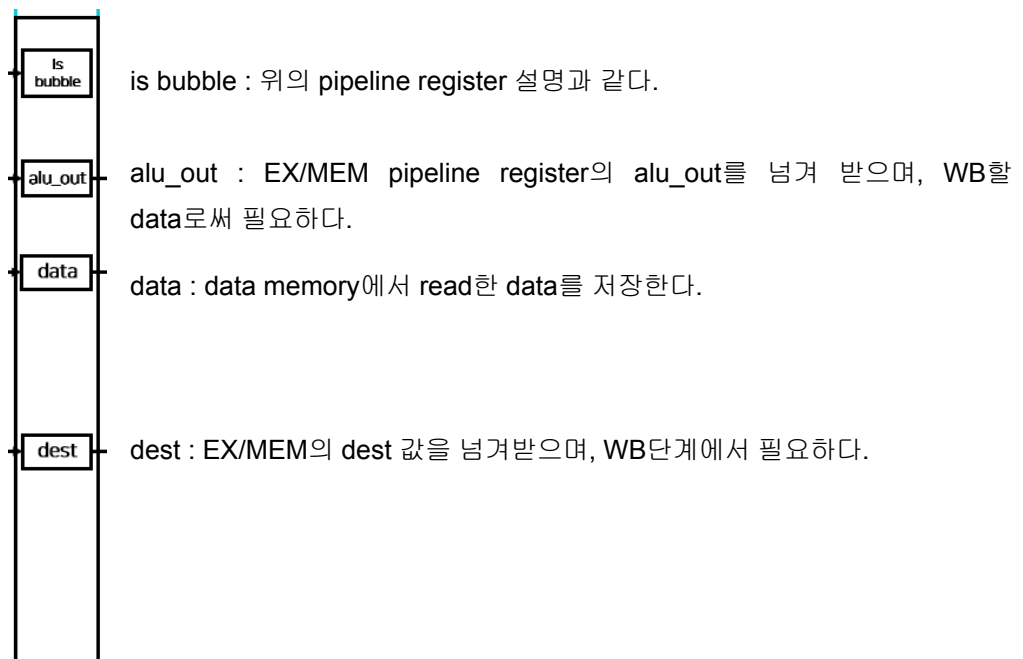 Is
bubble
is bubble : 위의 pipeline register 설명과 같다.
alu_out
alu_out : EX/MEM pipeline register의 alu_out를 넘겨 받으며, WB할
data로써 필요하다.
data
data : data memory에서 read한 data를 저장한다.
dest
dest : EX/MEM의 dest 값을 넘겨받으며, WB단계에서 필요하다.